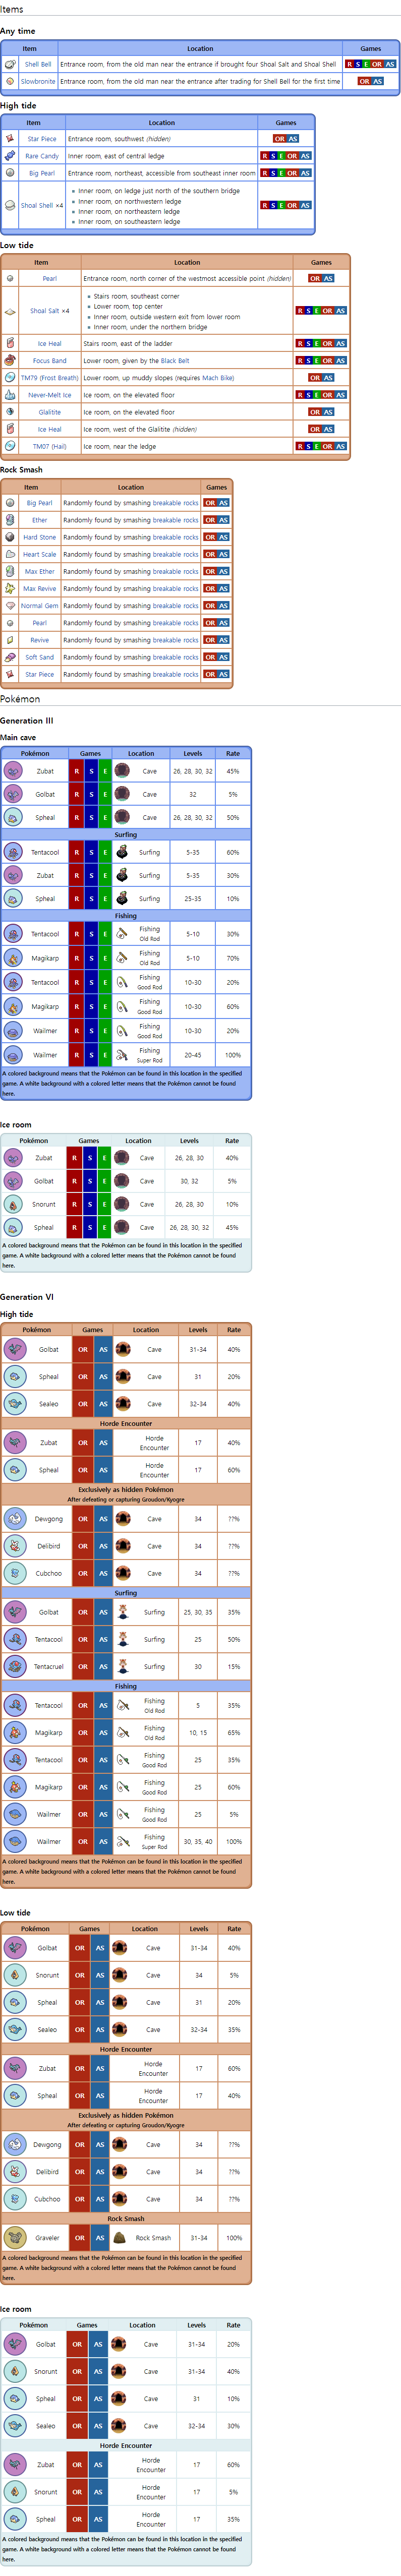 Items
Any time
Item Location Games
Shell Bell Entrance room, from the old man near the entrance if brought four Shoal Salt and Shoal Shell R S E OR AS
Slowbronite Entrance room, from the old man near the entrance after trading for Shell Bell for the first time OR AS
High tide
Item Location Games
Star Piece Entrance room, southwest (hidden) OR AS
Rare Candy Inner room, east of central ledge R S E OR AS
Big Pearl Entrance room, northeast, accessible from southeast inner room R S E OR AS
Shoal Shell ×4 R S E OR AS
Inner room, on ledge just north of the southern bridge
Inner room, on northwestern ledge
Inner room, on northeastern ledge
Inner room, on southeastern ledge
Low tide
Item Location Games
Pearl Entrance room, north corner of the westmost accessible point (hidden) OR AS
Shoal Salt ×4 R S E OR AS
Stairs room, southeast corner
Lower room, top center
Inner room, outside western exit from lower room
Inner room, under the northern bridge
Ice Heal Stairs room; east of the ladder R S E OR AS
Focus Band Lower room, given by the Black Belt R S E OR AS
TM79 (Frost Breath) Lower room, up muddy slopes (requires Mach Bike) OR AS
Never-Melt Ice Ice room, on the elevated floor R S E OR AS
Glalitite Ice room, on the elevated floor OR AS
Ice Heal Ice room, west of the Glalitite (hidden) OR AS
TM07 (Hail) Ice room, near the ledge R S E OR AS
Rock Smash
Item Location Games
Big Pearl Randomly found by smashing breakable rocks OR AS
Ether Randomly found by smashing breakable rocks OR AS
Hard Stone Randomly found by smashing breakable rocks OR AS
Heart Scale Randomly found by smashing breakable rocks OR AS
Max Ether Randomly found by smashing breakable rocks OR AS
Max Revive Randomly found by smashing breakable rocks OR AS
Normal Gem Randomly found by smashing breakable rocks OR AS
Pearl Randomly found by smashing breakable rocks OR AS
Revive Randomly found by smashing breakable rocks OR AS
Soft Sand Randomly found by smashing breakable rocks OR AS
Star Piece Randomly found by smashing breakable rocks OR AS
Pokémon
Generation III
Main cave
Pokémon Games Location Levels Rate
Zubat R S E Cave 26, 28, 30, 32 45%
Golbat R S E Cave 32 5%
Spheal R S E Cave 26, 28, 30, 32 50%
Surfing
Tentacool R S E Surfing 5-35 60%
Zubat R S E Surfing 5-35 30%
Spheal R S E Surfing 25-35 10%
Fishing
Tentacool R S E Fishing Old Rod 5-10 30%
Magikarp R S E Fishing Old Rod 5-10 70%
Tentacool R S E Fishing Good Rod 10-30 20%
Magikarp R S E Fishing Good Rod 10-30 60%
Wailmer R S E Fishing Good Rod 10-30 20%
Wailmer R S E Fishing Super Rod 20-45 100%
A colored background means that the Pokémon can be found in this location in the specified
game. A white background with a colored letter means that the Pokémon cannot be found
here.
Ice room
Pokémon Games Location Levels Rate
Zubat R S E Cave 26, 28, 30 40%
Golbat R S E Cave 30, 32 5%
Snorunt R S E Cave 26, 28, 30 10%
Spheal R S E Cave 26, 28, 30, 32 45%
A colored background means that the Pokémon can be found in this location in the specified
game. A white background with a colored letter means that the Pokémon cannot be found
here.
Generation VI
High tide
Pokémon Games Location Levels Rate
Golbat OR AS Cave 31-34 40%
Spheal OR AS Cave 31 20%
Sealeo OR AS Cave 32-34 40%
Horde Encounter
Zubat OR AS Horde Encounter 17 40%
Spheal OR AS Horde Encounter 17 60%
Exclusively as hidden Pokémon
After defeating or capturing Groudon/Kyogre
Dewgong OR AS Cave 34 ??%
Delibird OR AS Cave 34 ??%
Cubchoo OR AS Cave 34 ??%
Surfing
Golbat OR AS Surfing 25, 30, 35 35%
Tentacool OR AS Surfing 25 50%
Tentacruel OR AS Surfing 30 15%
Fishing
Tentacool OR AS Fishing Old Rod 5 35%
Magikarp OR AS Fishing Old Rod 10, 15 65%
Tentacool OR AS Fishing Good Rod 25 35%
Magikarp OR AS Fishing Good Rod 25 60%
Wailmer OR AS Fishing Good Rod 25 5%
Wailmer OR AS Fishing Super Rod 30, 35, 40 100%
A colored background means that the Pokémon can be found in this location in the specified
game. A white background with a colored letter means that the Pokémon cannot be found
here.
Low tide
Pokémon Games Location Levels Rate
Golbat OR AS Cave 31-34 40%
Snorunt OR AS Cave 34 5%
Spheal OR AS Cave 31 20%
Sealeo OR AS Cave 32-34 35%
Horde Encounter
Zubat OR AS Horde Encounter 17 60%
Spheal OR AS Horde Encounter 17 40%
Exclusively as hidden Pokémon
After defeating or capturing Groudon/Kyogre
Dewgong OR AS Cave 34 ??%
Delibird OR AS Cave 34 ??%
Cubchoo OR AS Cave 34 ??%
Rock Smash
Graveler OR AS Rock Smash 31-34 100%
A colored background means that the Pokémon can be found in this location in the specified
game. A white background with a colored letter means that the Pokémon cannot be found
here.
Ice room
Pokémon Games Location Levels Rate
Golbat OR AS Cave 31-34 20%
Snorunt OR AS Cave 31-34 40%
Spheal OR AS Cave 31 10%
Sealeo OR AS Cave 32-34 30%
Horde Encounter
Zubat OR AS Horde Encounter 17 60%
Snorunt OR AS Horde Encounter 17 5%
Spheal OR AS Horde Encounter 17 35%
A colored background means that the Pokémon can be found in this location in the specified
game. A white background with a colored letter means that the Pokémon cannot be found
here.